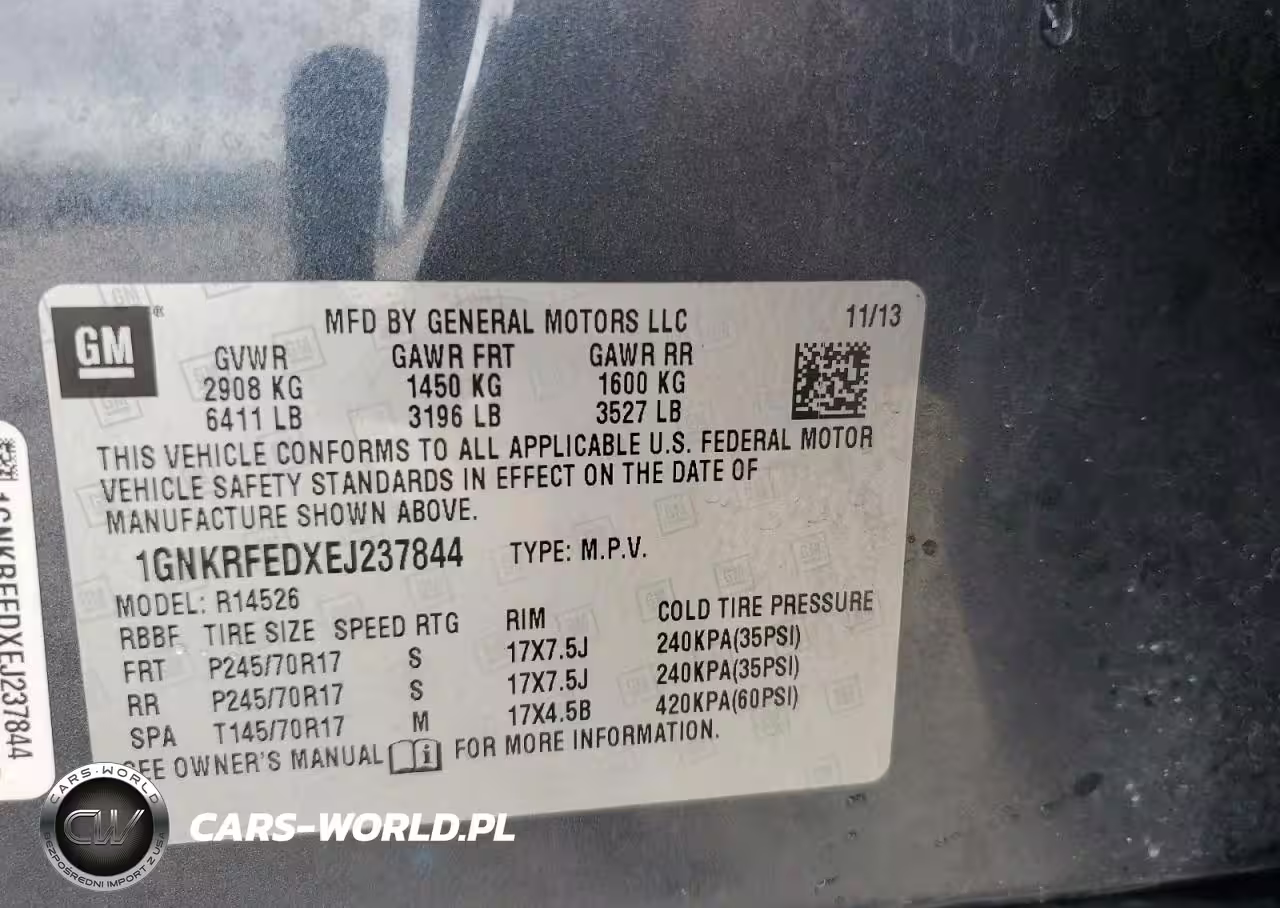 GM
®
MFD BY GENERAL MOTORS LLC
11/13
GVWR GAWR FRT GAWR RR
2908 KG 1450 KG 1600 KG
6411 LB 3196 LB 3527 LB
THIS VEHICLE CONFORMS TO ALL APPLICABLE U.S. FEDERAL MOTOR
VEHICLE SAFETY STANDARDS IN EFFECT ON THE DATE OF
MANUFACTURE SHOWN ABOVE.
1GNKRFEDXEJ237844 TYPE: M.P.V.
MODEL: R14526
RBBF TIRE SIZE SPEED RTG RIM COLD TIRE PRESSURE
FRT P245/70R17 S 17X7.5J 240KPA(35PSI)
RR P245/70R17 S 17X7.5J 240KPA(35PSI)
SPA T145/70R17 M 17X4.5B 420KPA(60PSI)
SEE OWNER'S MANUAL i FOR MORE INFORMATION.
1GNKRFEDXEJ237844
CARS-WORLD
CW
BEZPOŚREDNI IMPORT Z USA
CARS-WORLD.PL